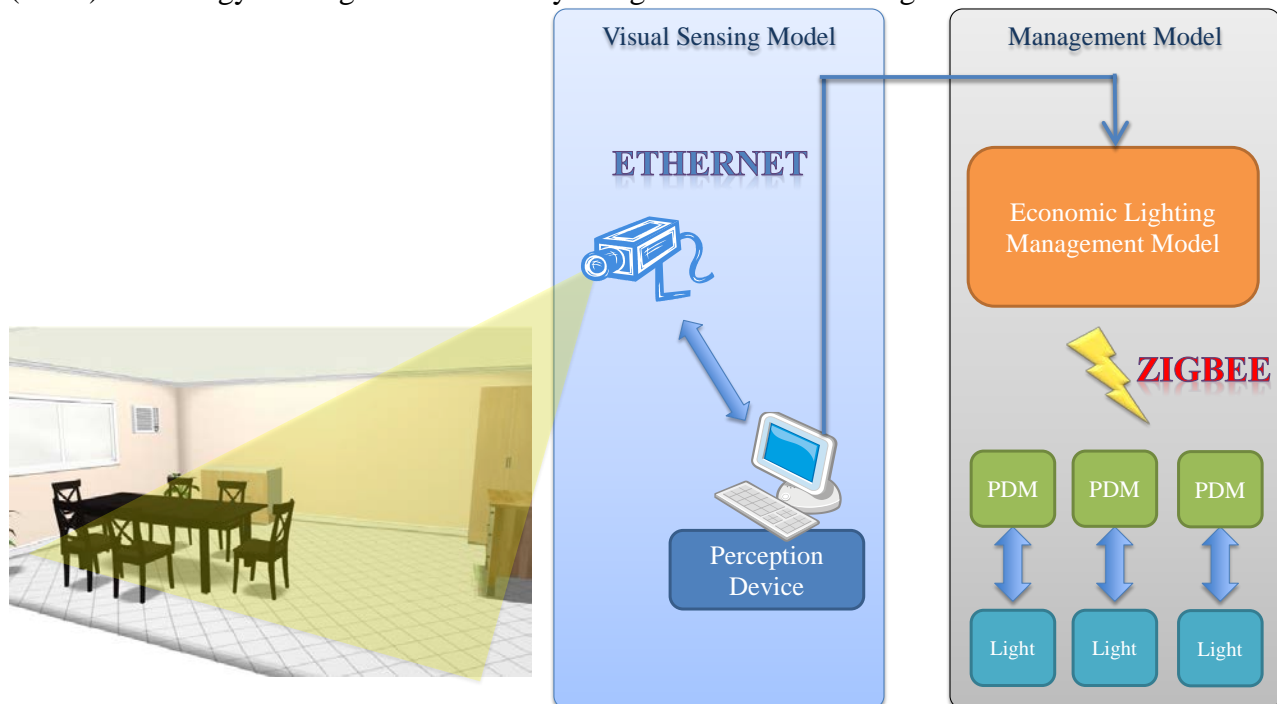 Visual Sensing Model
Management Model
ETHERNET
Economic Lighting
Management Model
ZIGBEE
PDM
PDM
PDM
Perception
Device
Light
Light
Light